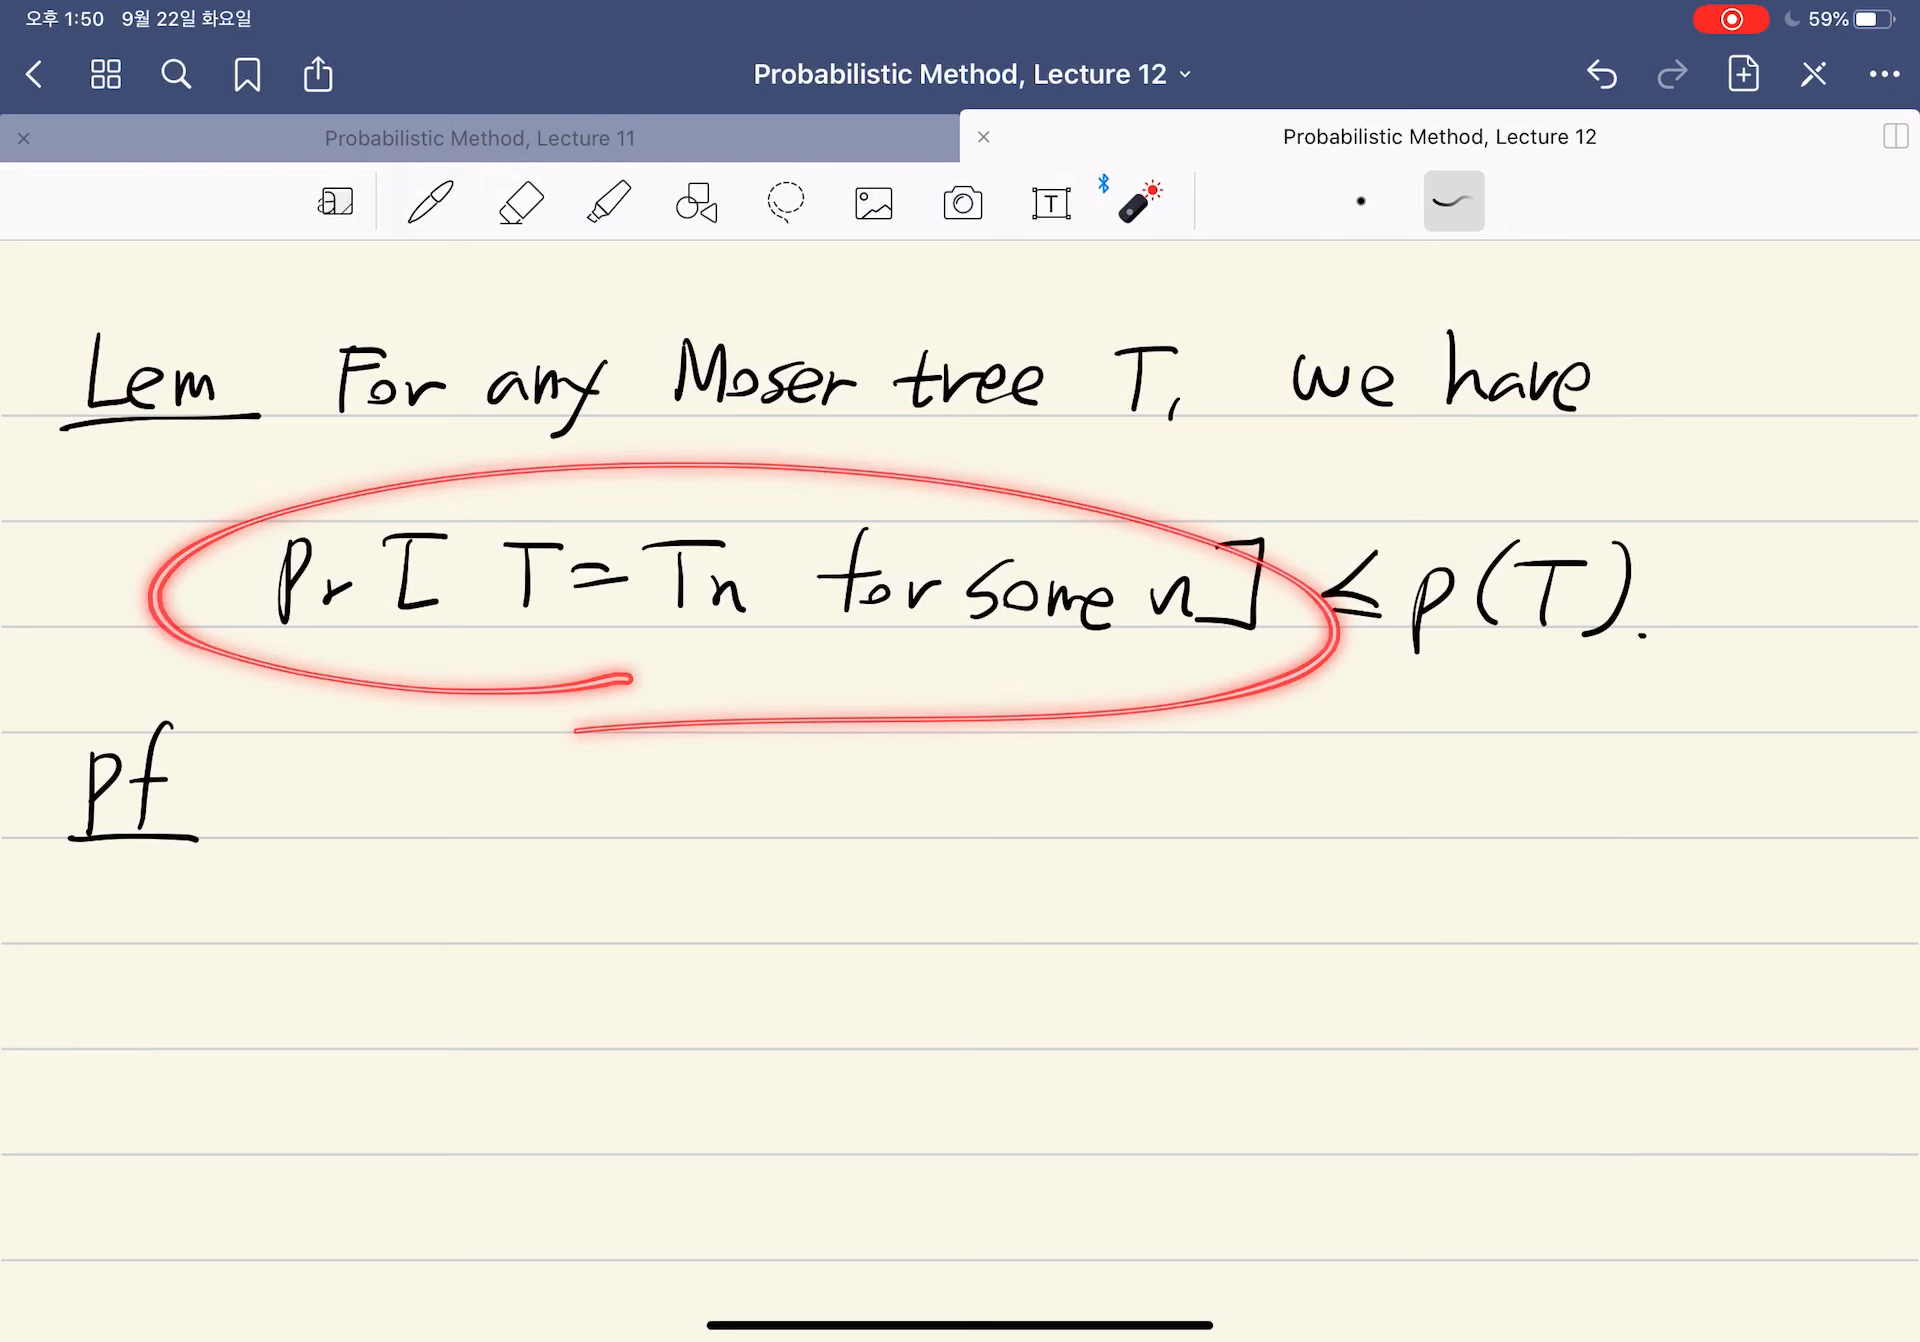 오후 1:50 9월 22일 화요일
59%
Probabilistic Method, Lecture 12
Probabilistic Method, Lecture 11
Probabilistic Method, Lecture 12
a
T
Lem For any Moser tree T, we have
Pr [ T = Tn for some n ] ≤ p(T).
pf